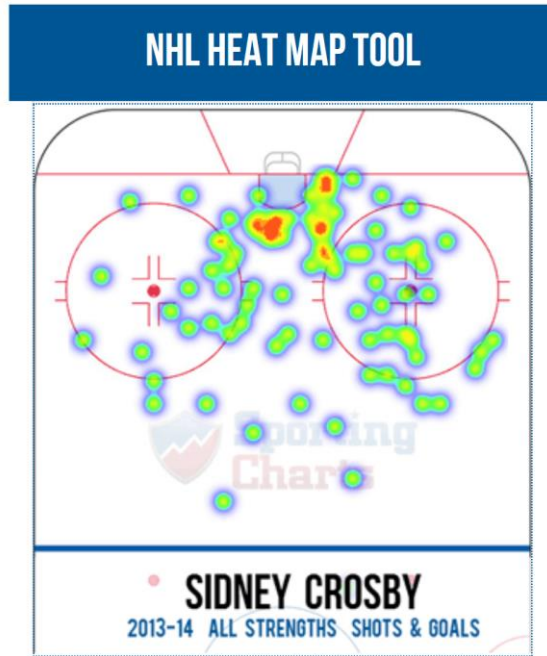 NHL HEAT MAP TOOL
Sporting
Charts
SIDNEY CROSBY
2013-14 ALL STRENGTHS SHOTS & GOALS